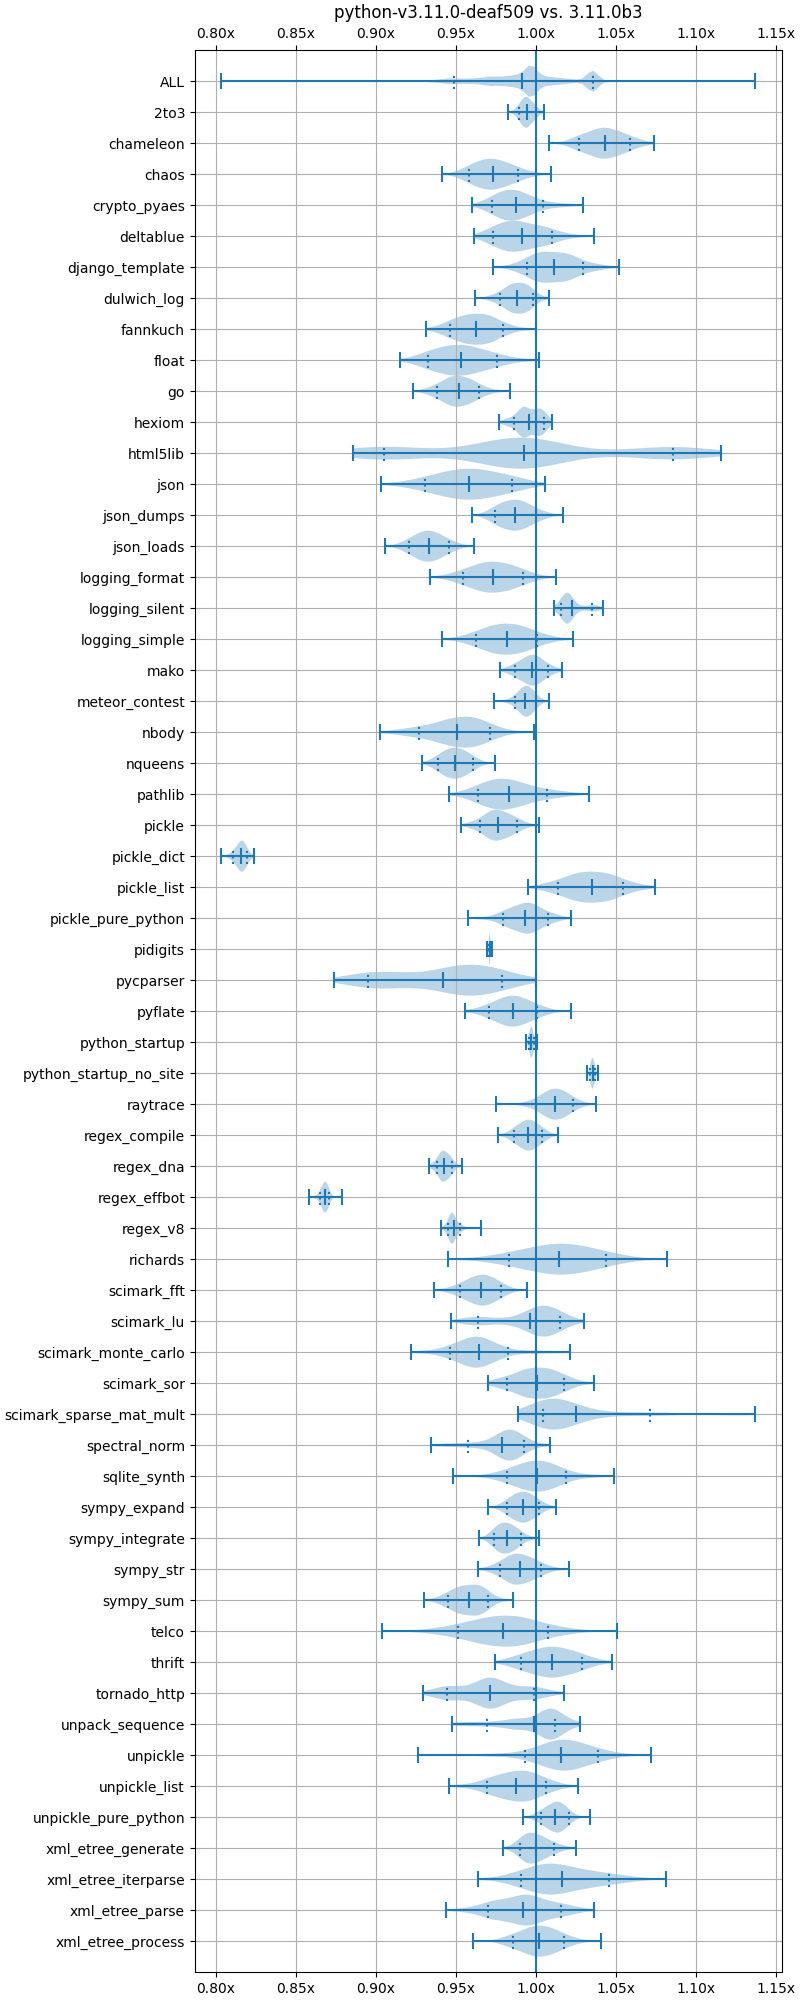 python-v3.11.0-deaf509 vs. 3.11.0b3
0.80x 0.85x 0.90x 0.95x 1.00x 1.05x 1.10x 1.15x
ALL
2to3
chameleon
chaos
crypto_pyaes
deltablue
django_template
dulwich_log
fannkuch
float
go
hexiom
html5lib
json
json_dumps
json_loads
logging_format
logging_silent
logging_simple
mako
meteor_contest
nbody
nqueens
pathlib
pickle
pickle_dict
pickle_list
pickle_pure_python
pidigits
pycparser
pyflate
python_startup
python_startup_no_site
raytrace
regex_compile
regex_dna
regex_effbot
regex_v8
richards
scimark_fft
scimark_lu
scimark_monte_carlo
scimark_sor
scimark_sparse_mat_mult
spectral_norm
sqlite_synth
sympy_expand
sympy_integrate
sympy_str
sympy_sum
telco
thrift
tornado_http
unpack_sequence
unpickle
unpickle_list
unpickle_pure_python
xml_etree_generate
xml_etree_iterparse
xml_etree_parse
xml_etree_process
0.80x 0.85x 0.90x 0.95x 1.00x 1.05x 1.10x 1.15x